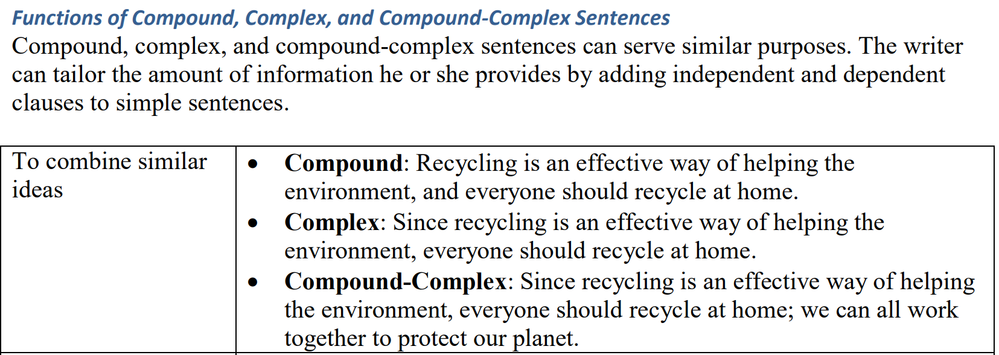 Functions of Compound, Complex, and Compound-Complex Sentences
Compound, complex, and compound-complex sentences can serve similar purposes. The writer
can tailor the amount of information he or she provides by adding independent and dependent
clauses to simple sentences.
To combine similar
ideas
• Compound: Recycling is an effective way of helping the
environment, and everyone should recycle at home.
• Complex: Since recycling is an effective way of helping the
environment, everyone should recycle at home.
• Compound-Complex: Since recycling is an effective way of helping
the environment, everyone should recycle at home; we can all work
together to protect our planet.